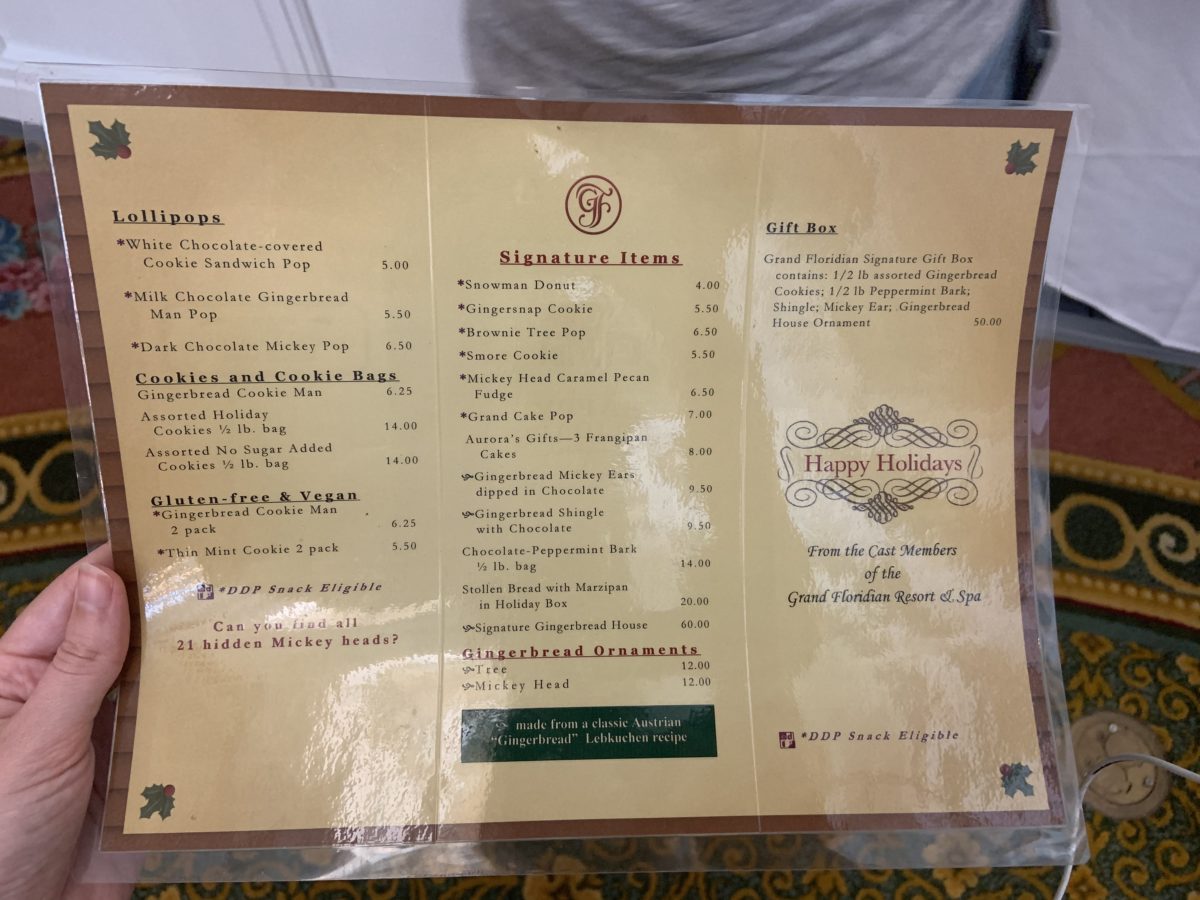 Lollipops
*White Chocolate-covered
Cookie Sandwich Pop 5.00
*Milk Chocolate Gingerbread
Man Pop 5.50
*Dark Chocolate Mickey Pop 6.50
Cookies and Cookie Bags
Gingerbread Cookie Man 6.25
Assorted Holiday
Cookies ½ lb. bag 14.00
Assorted No Sugar Added
Cookies ½ lb. bag 14.00
Gluten-free & Vegan
*Gingerbread Cookie Man
2 pack 6.25
*Thin Mint Cookie 2 pack 5.50
*DDP Snack Eligible
Can you find all
21 hidden Mickey heads?
GF
Signature Items
*Snowman Donut 4.00
*Gingersnap Cookie 5.50
*Brownie Tree Pop 6.50
*Smore Cookie 5.50
*Mickey Head Caramel Pecan
Fudge 6.50
*Grand Cake Pop 7.00
Aurora's Gifts—3 Frangipan
Cakes 8.00
Gingerbread Mickey Ears
dipped in Chocolate 9.50
Gingerbread Shingle
with Chocolate 9.50
Chocolate-Peppermint Bark
½ lb. bag 14.00
Stollen Bread with Marzipan
in Holiday Box 20.00
Signature Gingerbread House 60.00
Gingerbread Ornaments
Tree 12.00
Mickey Head 12.00
made from a classic Austrian
"Gingerbread" Lebkuchen recipe
Gift Box
Grand Floridian Signature Gift Box
contains: 1/2 lb assorted Gingerbread
Cookies; 1/2 lb Peppermint Bark;
Shingle; Mickey Ear; Gingerbread
House Ornament 50.00
Happy Holidays
From the Cast Members
of the
Grand Floridian Resort & Spa
*DDP Snack Eligible